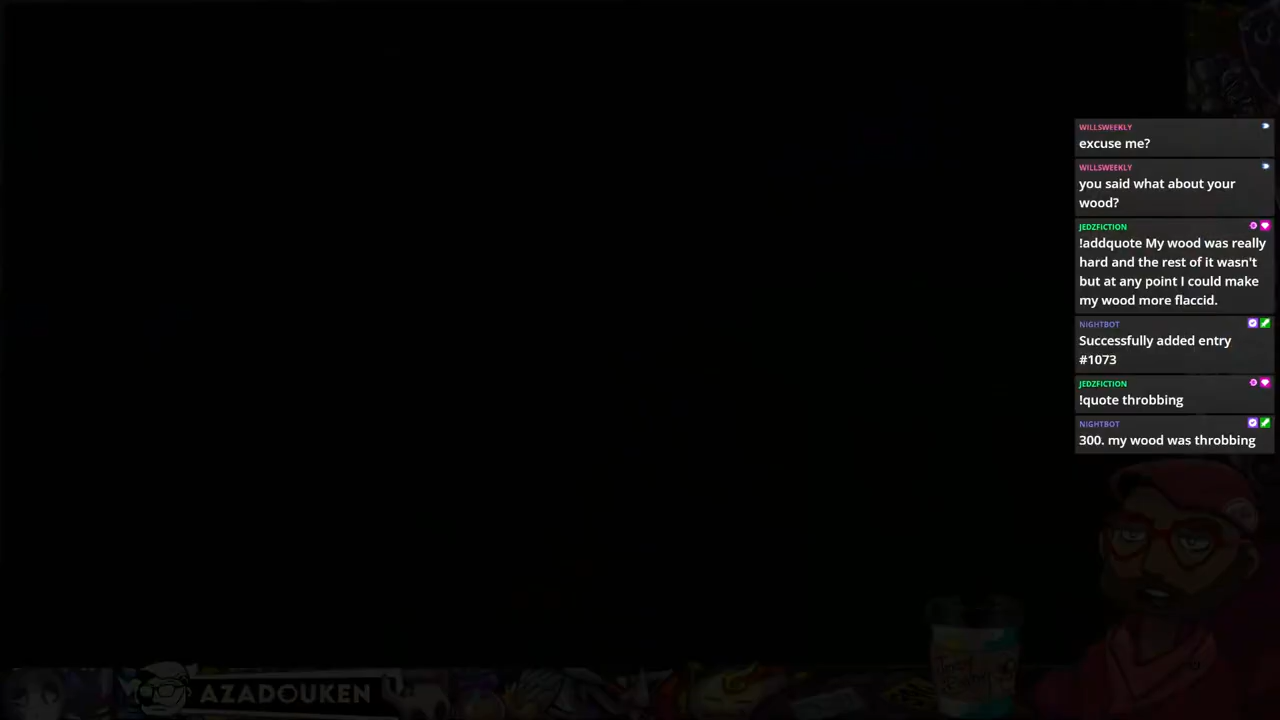 WILLSWEEKLY
excuse me?
WILLSWEEKLY
you said what about your
wood?
JEDZFICTION
!addquote My wood was really
hard and the rest of it wasn't
but at any point I could make
my wood more flaccid.
NIGHTBOT
Successfully added entry
#1073
JEDZFICTION
!quote throbbing
NIGHTBOT
300. my wood was throbbing
AZADOUKEN